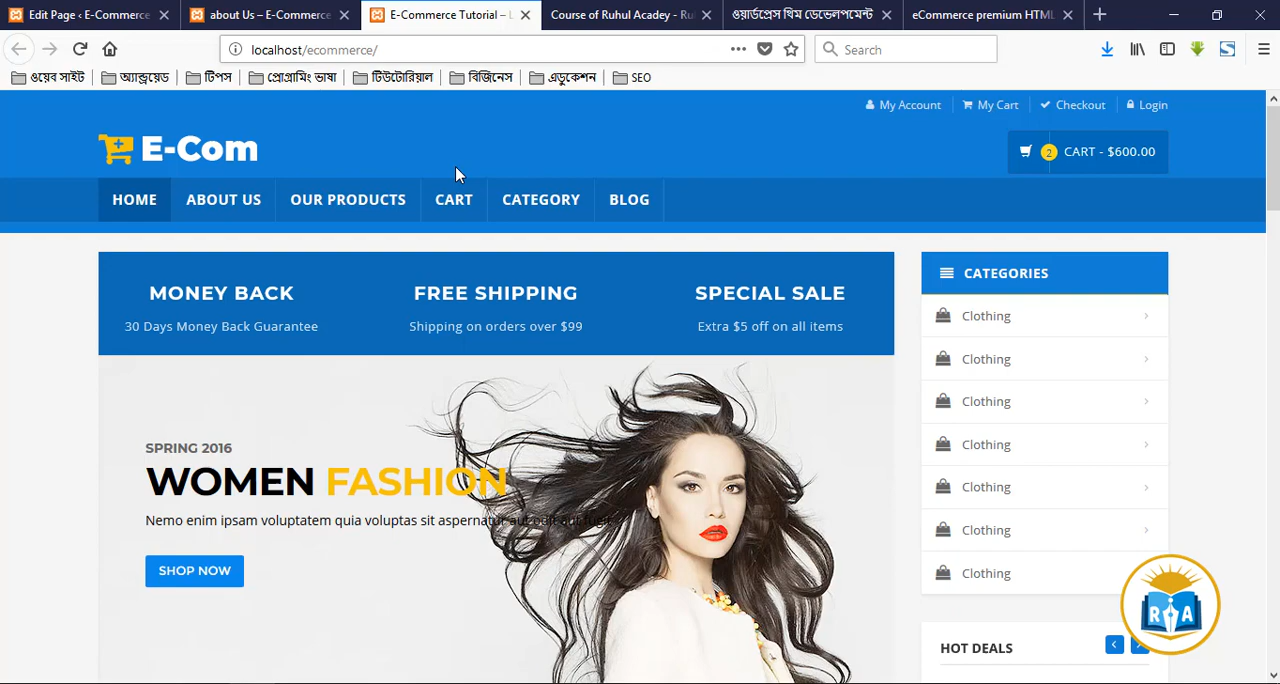 Edit Page ‹ E-Commerce
about Us – E-Commerce
E-Commerce Tutorial –
Course of Ruhul Acadey - Ru
ওয়ার্ডপ্রেস থিম ডেভেলপমেন্ট
eCommerce premium HTML
localhost/ecommerce/
Search
ওয়েব সাইট
অ্যান্ড্রয়েড
টিপস
প্রোগ্রামিং ভাষা
টিউটোরিয়াল
বিজিনেস
এডুকেশন
SEO
My Account
My Cart
Checkout
Login
E-Com
2 CART - $600.00
HOME
ABOUT US
OUR PRODUCTS
CART
CATEGORY
BLOG
MONEY BACK
30 Days Money Back Guarantee
FREE SHIPPING
Shipping on orders over $99
SPECIAL SALE
Extra $5 off on all items
CATEGORIES
Clothing
Clothing
Clothing
Clothing
Clothing
Clothing
Clothing
SPRING 2016
WOMEN FASHION
Nemo enim ipsam voluptatem quia voluptas sit aspernatur aut odit aut fugit
SHOP NOW
HOT DEALS
R A